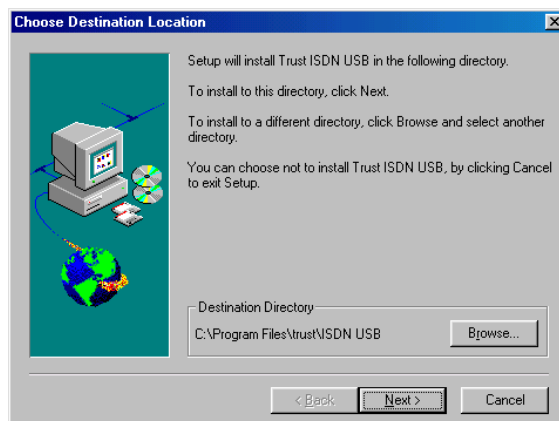 Choose Destination Location
Setup will install Trust ISDN USB in the following directory.
To install to this directory, click Next.
To install to a different directory, click Browse and select another
directory.
You can choose not to install Trust ISDN USB, by clicking Cancel
to exit Setup.
Destination Directory
C:\Program Files\trust\ISDN USB
Browse...
< Back
Next >
Cancel